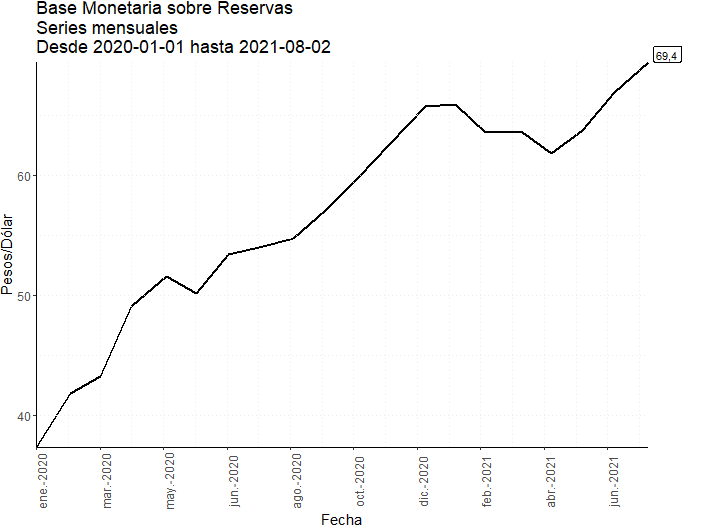 Base Monetaria sobre Reservas
Series mensuales
Desde 2020-01-01 hasta 2021-08-02
69,4
Pesos/Dólar
60
50
40
ene.-2020
mar.-2020
may.-2020
jun.-2020
ago.-2020
oct.-2020
dic.-2020
feb.-2021
abr.-2021
jun.-2021
Fecha